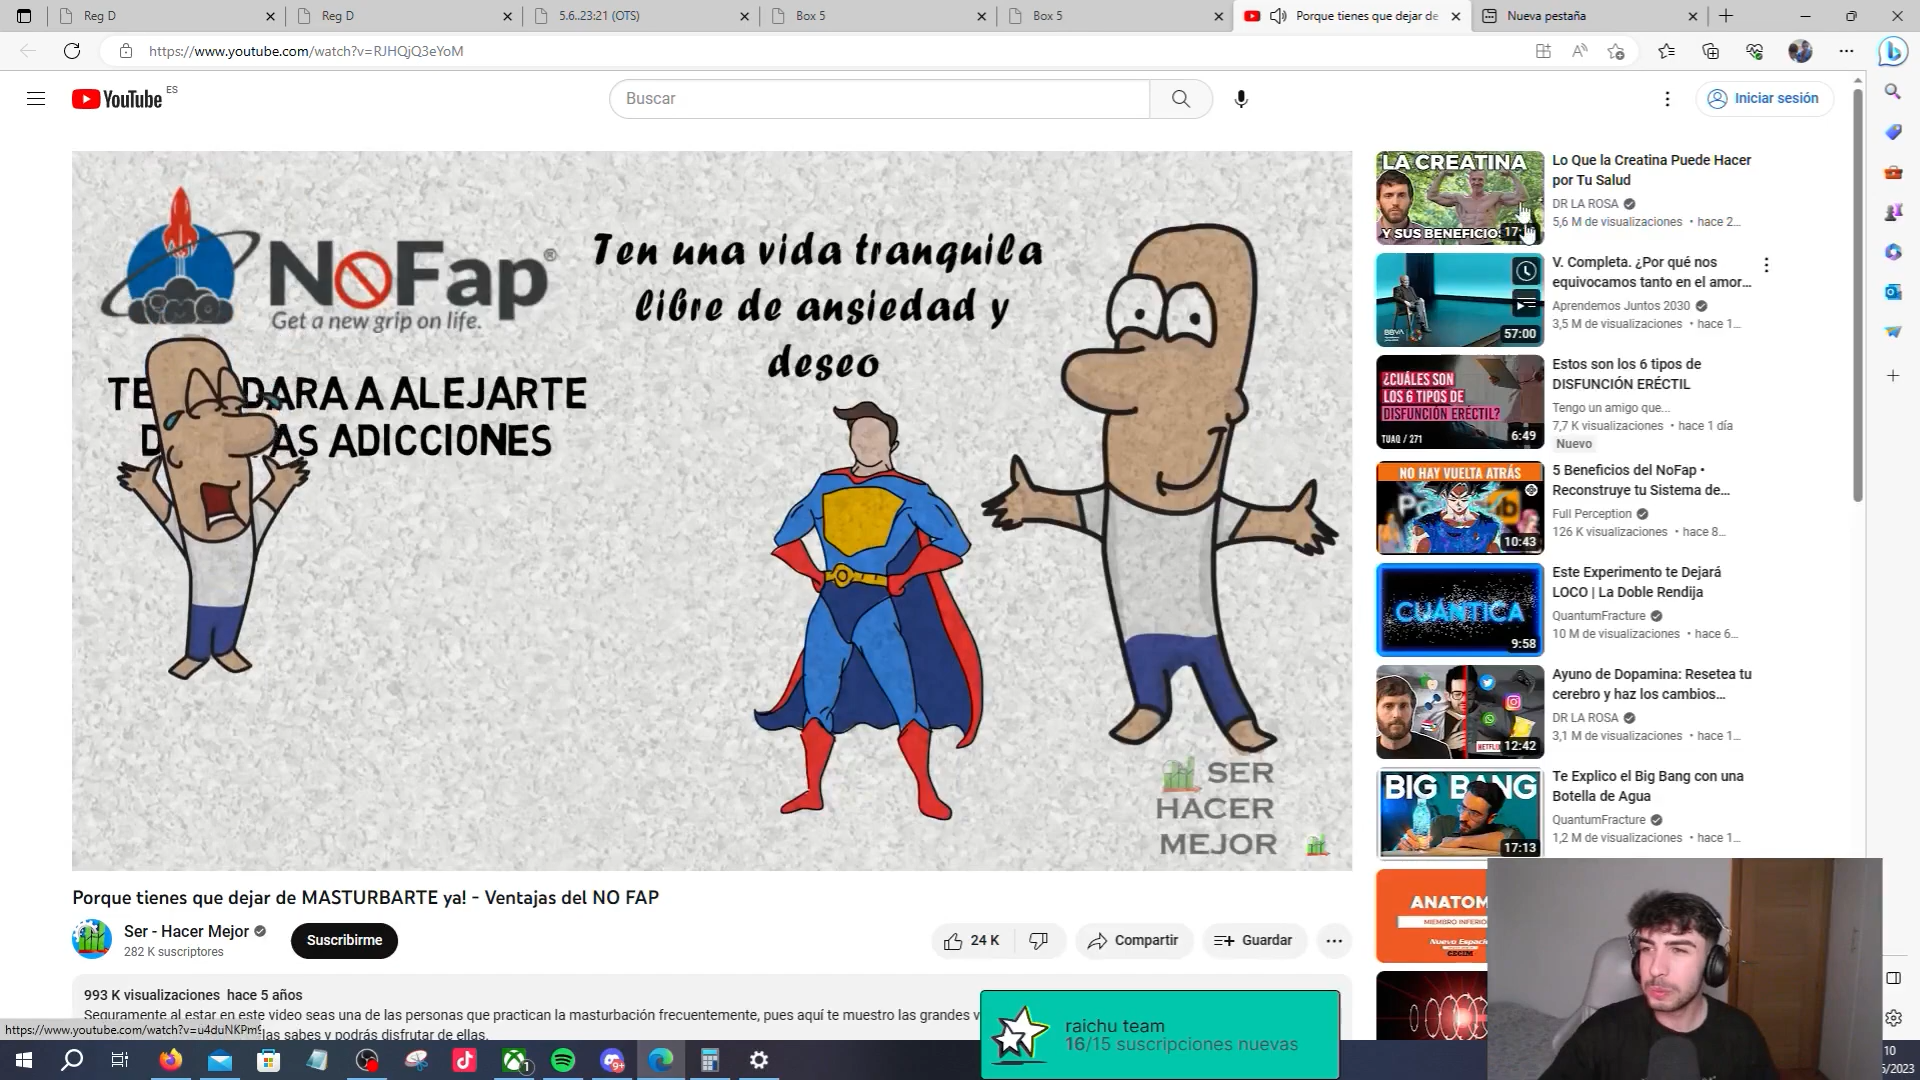 Reg D
Reg D
5.6..23:21 (OTS)
Box 5
Box 5
Porque tienes que dejar de
Nueva pestaña
https://www.youtube.com/watch?v=RJHQjQ3eYoM
YouTube ES
Buscar
Iniciar sesión
NoFap®
Get a new grip on life.
Ten una vida tranquila
libre de ansiedad y
deseo
DARA A ALEJARTE
AS ADICCIONES
SER
HACER
MEJOR
LA CREATINA
Y SUS BENEFICIOS
Lo Que la Creatina Puede Hacer
por Tu Salud
DR LA ROSA
5,6 M de visualizaciones • hace 2...
BBVA
57:00
V. Completa. ¿Por qué nos
equivocamos tanto en el amor...
Aprendemos Juntos 2030
3,5 M de visualizaciones • hace 1...
¿CUÁLES SON
LOS 6 TIPOS DE
DISFUNCIÓN ERÉCTIL?
TUAQ / 271
6:49
Estos son los 6 tipos de
DISFUNCIÓN ERÉCTIL
Tengo un amigo que...
7,7 K visualizaciones • hace 1 día
Nuevo
NO HAY VUELTA ATRÁS
10:43
5 Beneficios del NoFap •
Reconstruye tu Sistema de...
Full Perception
126 K visualizaciones • hace 8...
CUÁNTICA
9:58
Este Experimento te Dejará
LOCO | La Doble Rendija
QuantumFracture
10 M de visualizaciones • hace 6...
12:42
Ayuno de Dopamina: Resetea tu
cerebro y haz los cambios...
DR LA ROSA
3,1 M de visualizaciones • hace 1...
BIG BANG
17:13
Te Explico el Big Bang con una
Botella de Agua
QuantumFracture
1,2 M de visualizaciones • hace 1...
ANATOM
MIEMBRO INFERIO
CECIM
Porque tienes que dejar de MASTURBARTE ya! - Ventajas del NO FAP
Ser - Hacer Mejor
282 K suscriptores
Suscribirme
24 K
Compartir
Guardar
993 K visualizaciones hace 5 años
Seguramente al estar en este video seas una de las personas que practican la masturbación frecuentemente, pues aquí te muestro las grandes v
las sabes y podrás disfrutar de ellas.
https://www.youtube.com/watch?v=u4duNKPm
raichu team
16/15 suscripciones nuevas